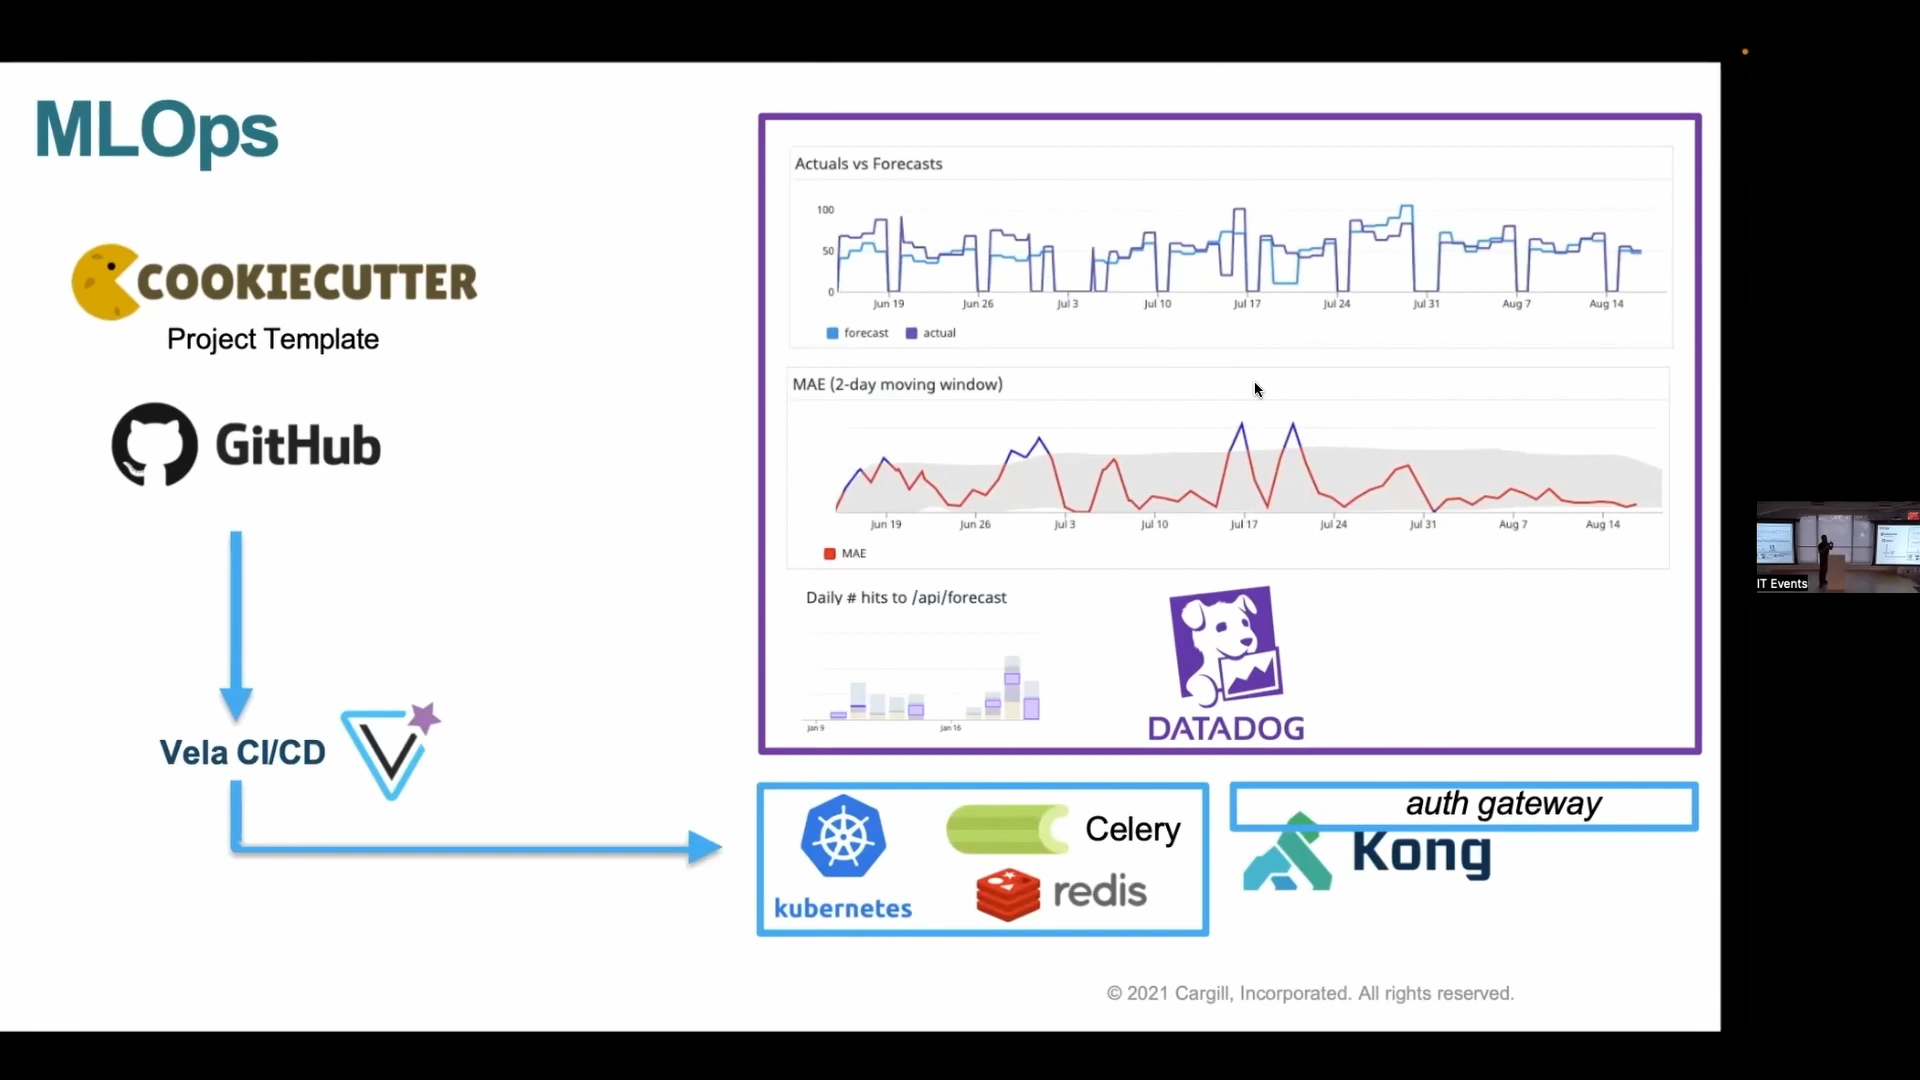 MLOps
COOKIECUTTER
Project Template
GitHub
Vela CI/CD
Actuals vs Forecasts
100
50
0
Jun 19 Jun 26 Jul 3 Jul 10 Jul 17 Jul 24 Jul 31 Aug 7 Aug 14
forecast actual
MAE (2-day moving window)
Jun 19 Jun 26 Jul 3 Jul 10 Jul 17 Jul 24 Jul 31 Aug 7 Aug 14
MAE
Daily # hits to /api/forecast
Jan 9 Jan 16
DATADOG
kubernetes
Celery
redis
auth gateway
Kong
© 2021 Cargill, Incorporated. All rights reserved.
IT Events